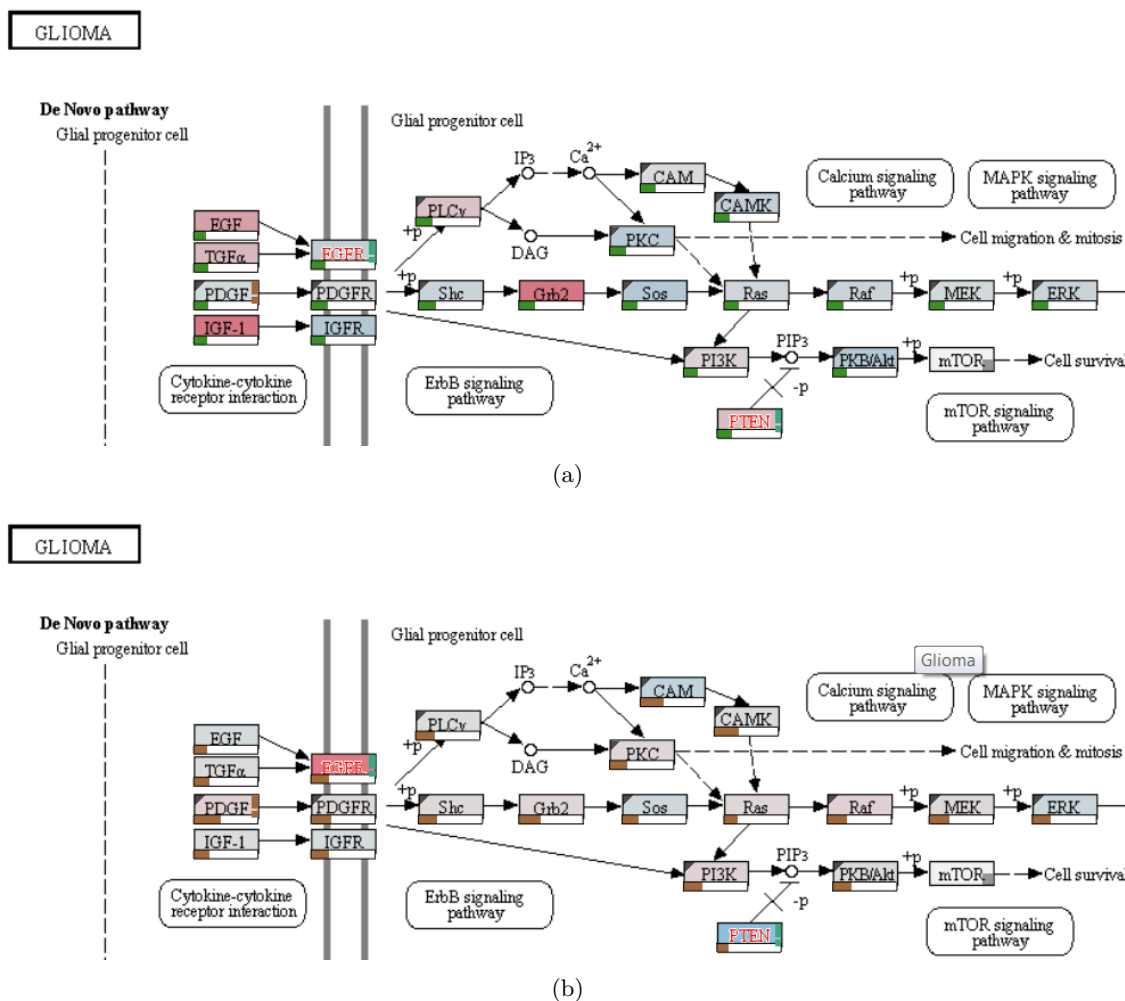 GLIOMA
De Novo pathway
Glial progenitor cell
Glial progenitor cell
IP3
Ca2+
CAM
Calcium signaling
pathway
MAPK signaling
pathway
PLCγ
CAMK
EGF
+p
DAG
PKC
Cell migration & mitosis
TGFα
EGFR
+p
PDGF
PDGFR
Shc
Grb2
Sos
Ras
Raf
+p
MEK
+p
ERK
IGF-1
IGFR
PI3K
PIP3
PKB/Akt
+p
mTOR
Cell survival
Cytokine-cytokine
receptor interaction
ErbB signaling
pathway
-p
PTEN
mTOR signaling
pathway
(a)
GLIOMA
De Novo pathway
Glial progenitor cell
Glial progenitor cell
Glioma
IP3
Ca2+
CAM
Calcium signaling
pathway
MAPK signaling
pathway
PLCγ
CAMK
EGF
+p
DAG
PKC
Cell migration & mitosis
TGFα
EGFR
+p
PDGF
PDGFR
Shc
Grb2
Sos
Ras
Raf
+p
MEK
+p
ERK
IGF-1
IGFR
PI3K
PIP3
PKB/Akt
+p
mTOR
Cell survival
Cytokine-cytokine
receptor interaction
ErbB signaling
pathway
-p
PTEN
mTOR signaling
pathway
(b)